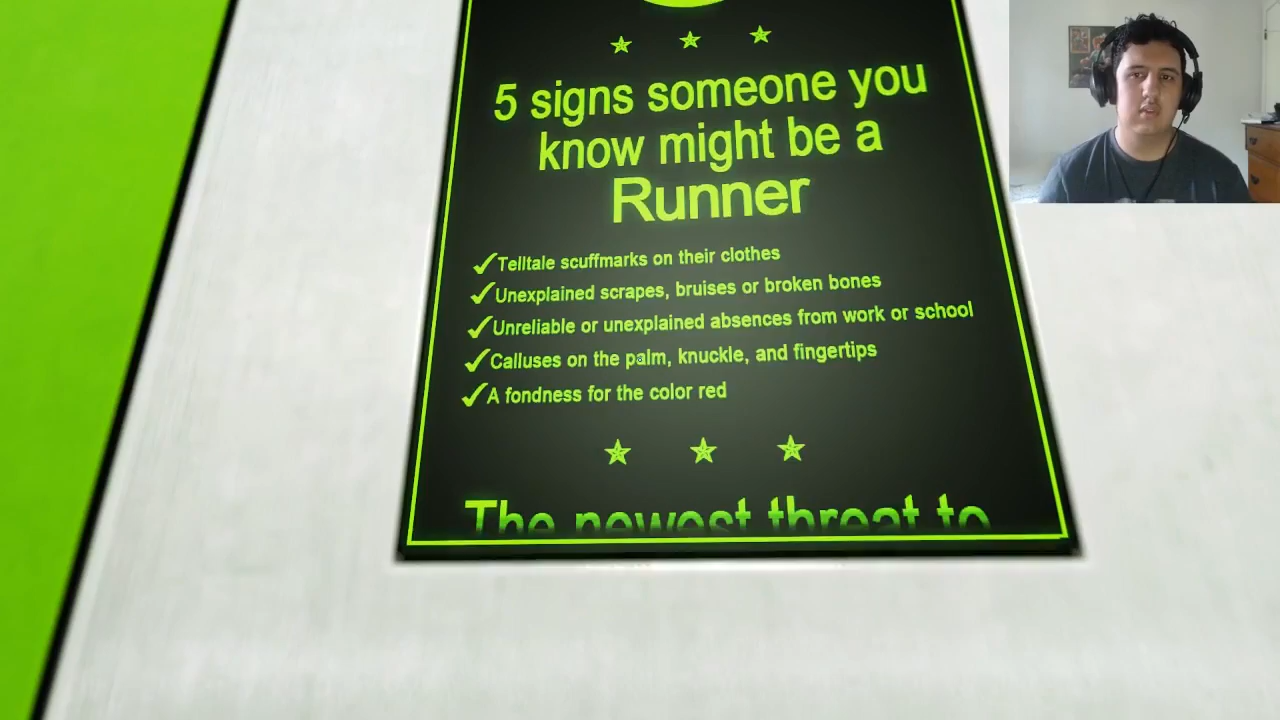 5 signs someone you
know might be a
Runner
Telltale scuffmarks on their clothes
Unexplained scrapes, bruises or broken bones
Unreliable or unexplained absences from work or school
Calluses on the palm, knuckle, and fingertips
A fondness for the color red
The newest threat to